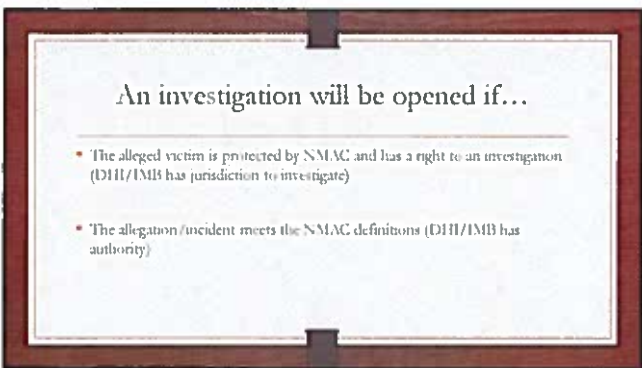 An investigation will be opened if…
• The alleged victim is protected by NMAC and has a right to an investigation
(DHI/IMB has jurisdiction to investigate)
• The allegation/incident meets the NMAC definitions (DHI/IMB has
authority)